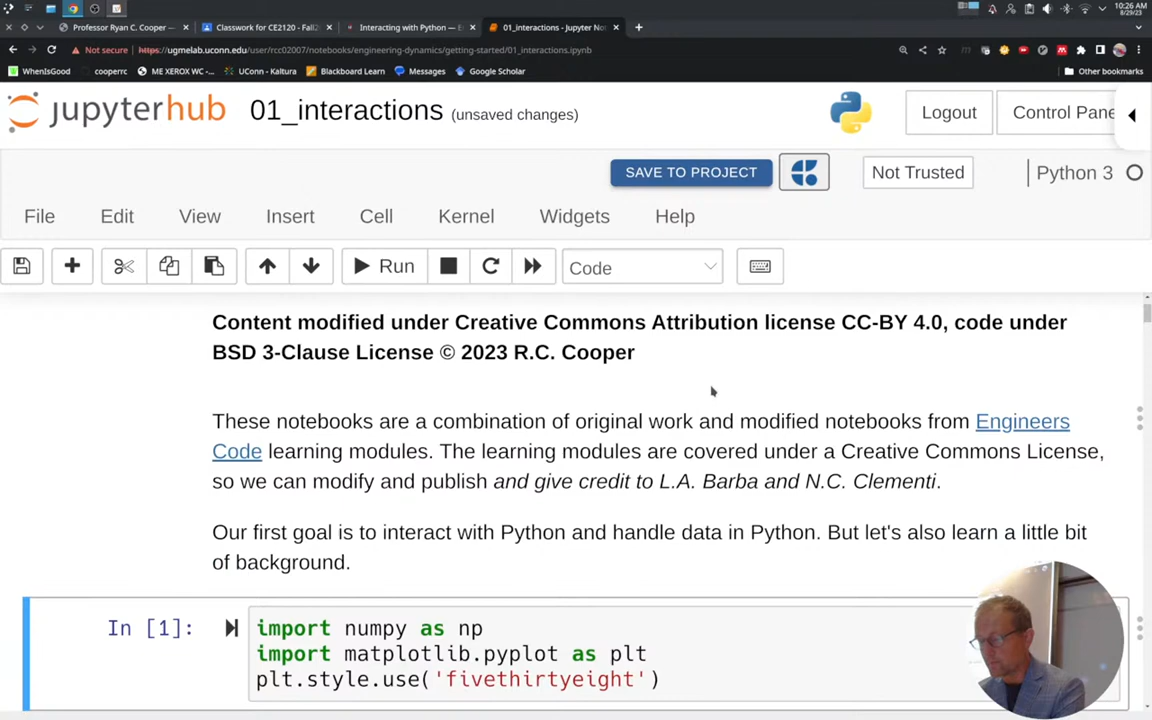 10:26 AM
8/29/23
Professor Ryan C. Cooper —
Classwork for CE2120 - Fall2
Interacting with Python — E
01_interactions - Jupyter No
Not secure
https://ugmelab.uconn.edu/user/rcc02007/notebooks/engineering-dynamics/getting-started/01_interactions.ipynb
WhenIsGood
cooperrc
ME XEROX WC -...
UConn - Kaltura
Blackboard Learn
Messages
Google Scholar
Other bookmarks
jupyterhub
01_interactions (unsaved changes)
Logout
Control Pane
SAVE TO PROJECT
Not Trusted
Python 3
File
Edit
View
Insert
Cell
Kernel
Widgets
Help
Run
Code
Content modified under Creative Commons Attribution license CC-BY 4.0, code under
BSD 3-Clause License © 2023 R.C. Cooper
These notebooks are a combination of original work and modified notebooks from Engineers
Code learning modules. The learning modules are covered under a Creative Commons License,
so we can modify and publish and give credit to L.A. Barba and N.C. Clementi.
Our first goal is to interact with Python and handle data in Python. But let's also learn a little bit
of background.
In [1]:
import numpy as np
import matplotlib.pyplot as plt
plt.style.use('fivethirtyeight')